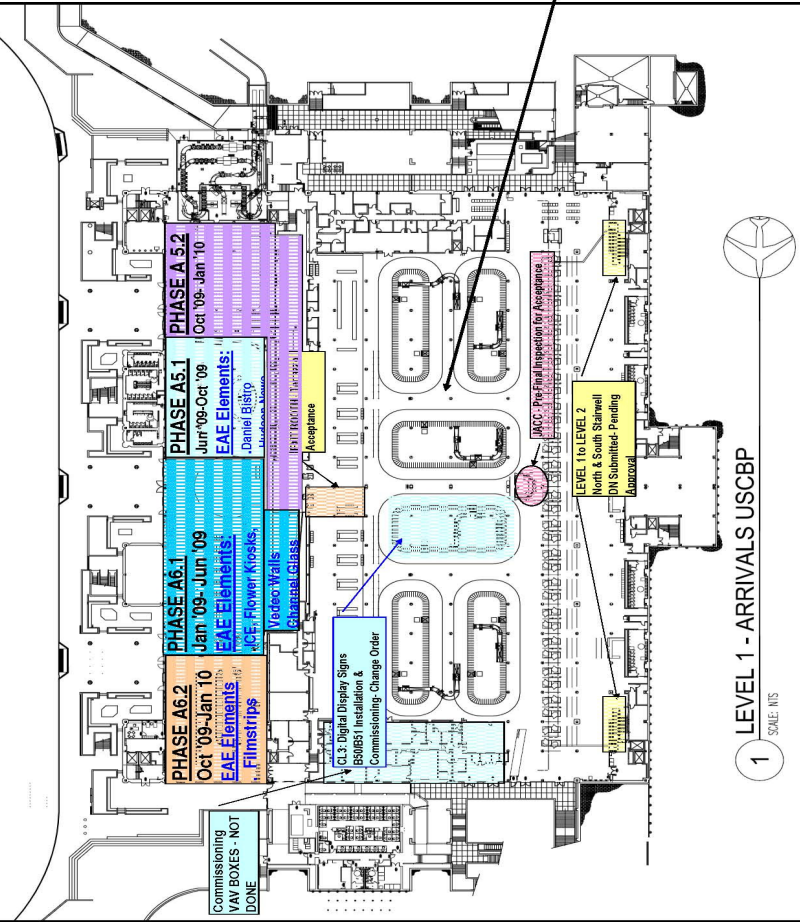 PHASE A6.2
Oct '09-Jan 10
EAE Elements
Filmstrips
PHASE A6.1
Jan '09- Jun '09
EAE Elements:
JCE, Flower Kiosks,
Vedeo Walls
Channel Glass
PHASE A5.1
Jun '09-Oct '09
EAE Elements:
.Daniel Bistro
Hudson News
PHASE A 5.2
Oct '09- Jan '10
Acceptance
Commissioning
VAV BOXES - NOT
DONE
CL3: Digital Display Signs
B50IB51 Installation &
Commissioning- Change Order
JACC - Pre-Final Inspection for Acceptance
LEVEL 1 to LEVEL 2
North & South Stairwell
DN Submitted- Pending
Approval
1
LEVEL 1 - ARRIVALS USCBP
SCALE: NTS